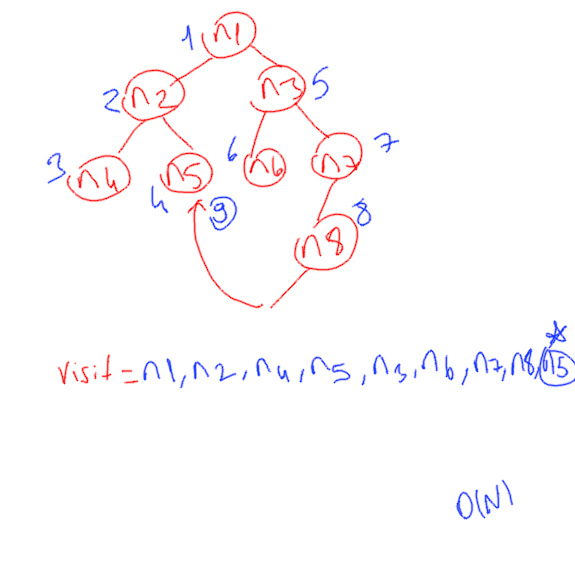 1 n1
2 n2 n3 5
3 n4 n5 6 n6 n7 7
4 9 n8 8
visit = n1, n2, n4, n5, n3, n6, n7, n8, n5
O(N)